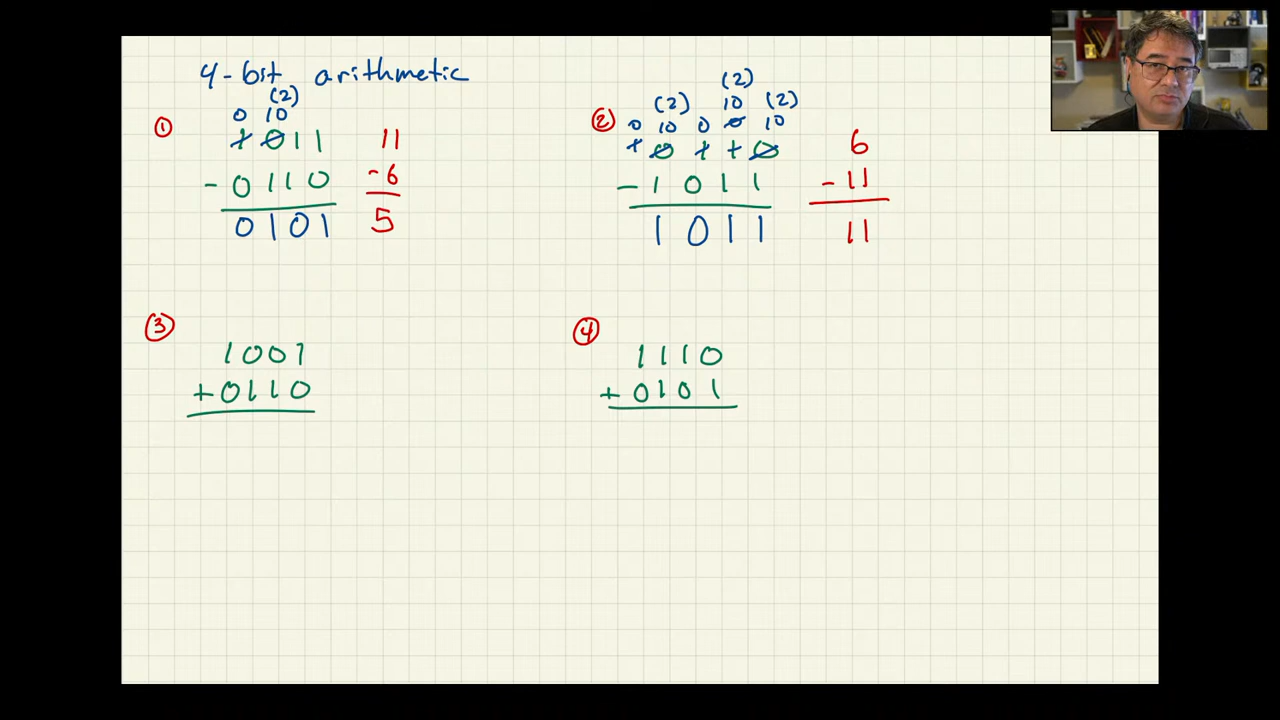 4-bit arithmetic
(2)
0 10
① 1 0 1 1 11
- 0 1 1 0 - 6
0 1 0 1 5
(2)
(2) 10 (2)
② 0 10 0 0 10
1 0 1 1 0 6
- 1 0 1 1 - 11
1 0 1 1 11
③
1 0 0 1
+ 0 1 1 0
④
1 1 1 0
+ 0 1 0 1